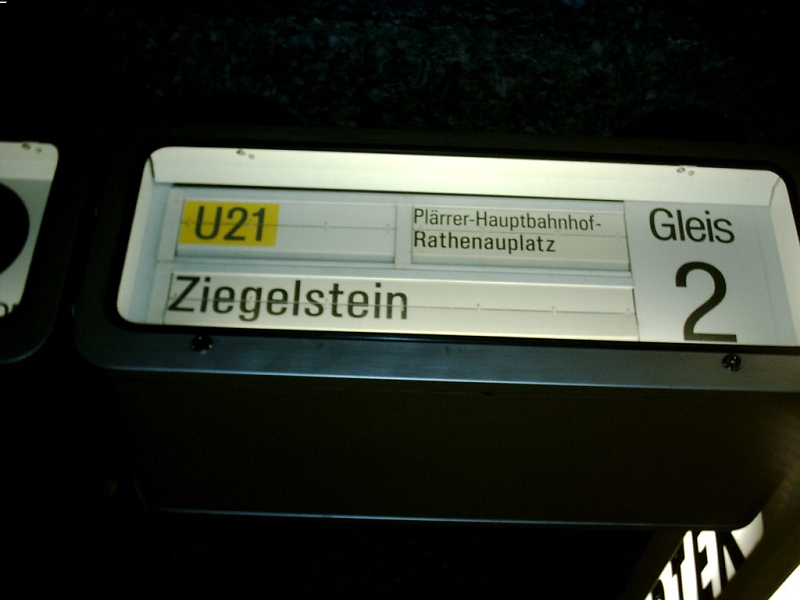 U21
Plärrer-Hauptbahnhof-
Rathenauplatz
Ziegelstein
Gleis
2